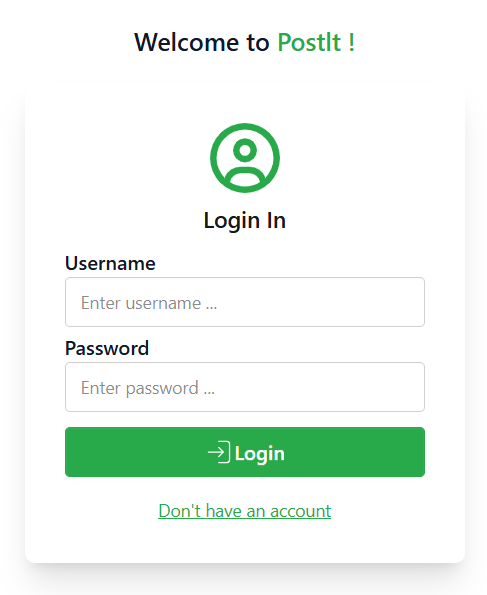 Welcome to PostIt !
Login In
Username
Enter username ...
Password
Enter password ...
Login
Don't have an account